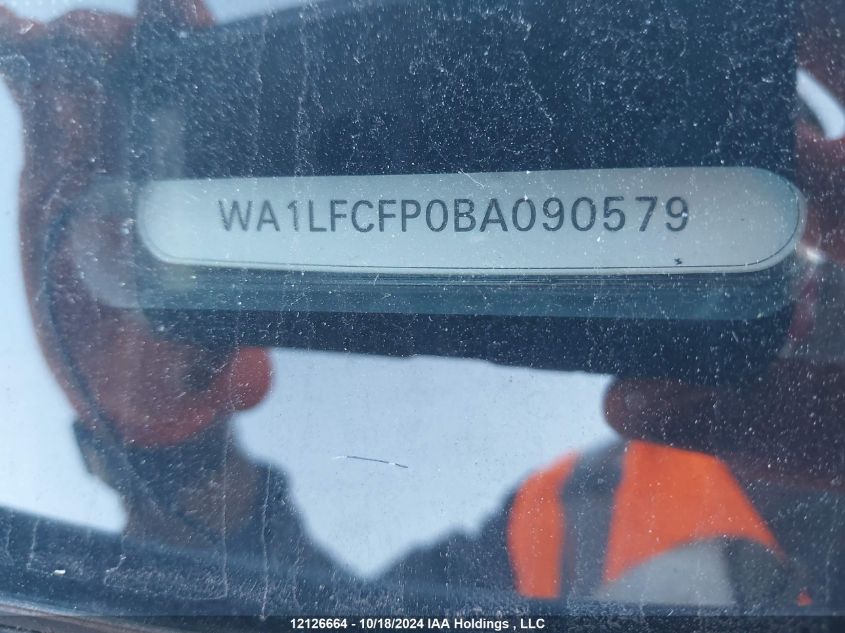 WA1LFCFP0BA090579
12126664 - 10/18/2024 IAA Holdings , LLC